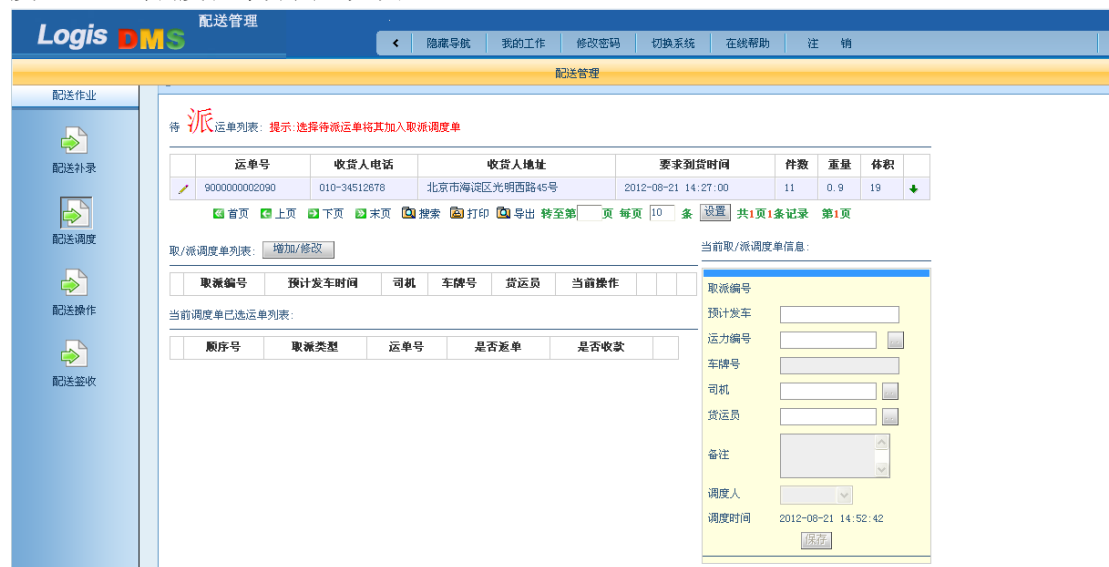 Logis DMS 配送管理
隐藏导航 我的工作 修改密码 切换系统 在线帮助 注 销
配送管理
配送作业
配送补录
配送调度
配送操作
配送签收
待派运单列表: 提示:选择待派运单将其加入取派调度单
运单号 收货人电话 收货人地址 要求到货时间 件数 重量 体积
9000000002090 010-34512678 北京市海淀区光明西路45号 2012-08-21 14:27:00 11 0.9 19
首页 上页 下页 末页 搜索 打印 导出 转至第 页 每页 10 条 设置 共1页1条记录 第1页
取/派调度单列表: 增加/修改
取派编号 预计发车时间 司机 车牌号 货运员 当前操作
当前调度单已选运单列表:
顺序号 取派类型 运单号 是否返单 是否收款
当前取/派调度单信息:
取派编号
预计发车
运力编号 ...
车牌号
司机 ...
货运员 ...
备注
调度人
调度时间 2012-08-21 14:52:42
保存